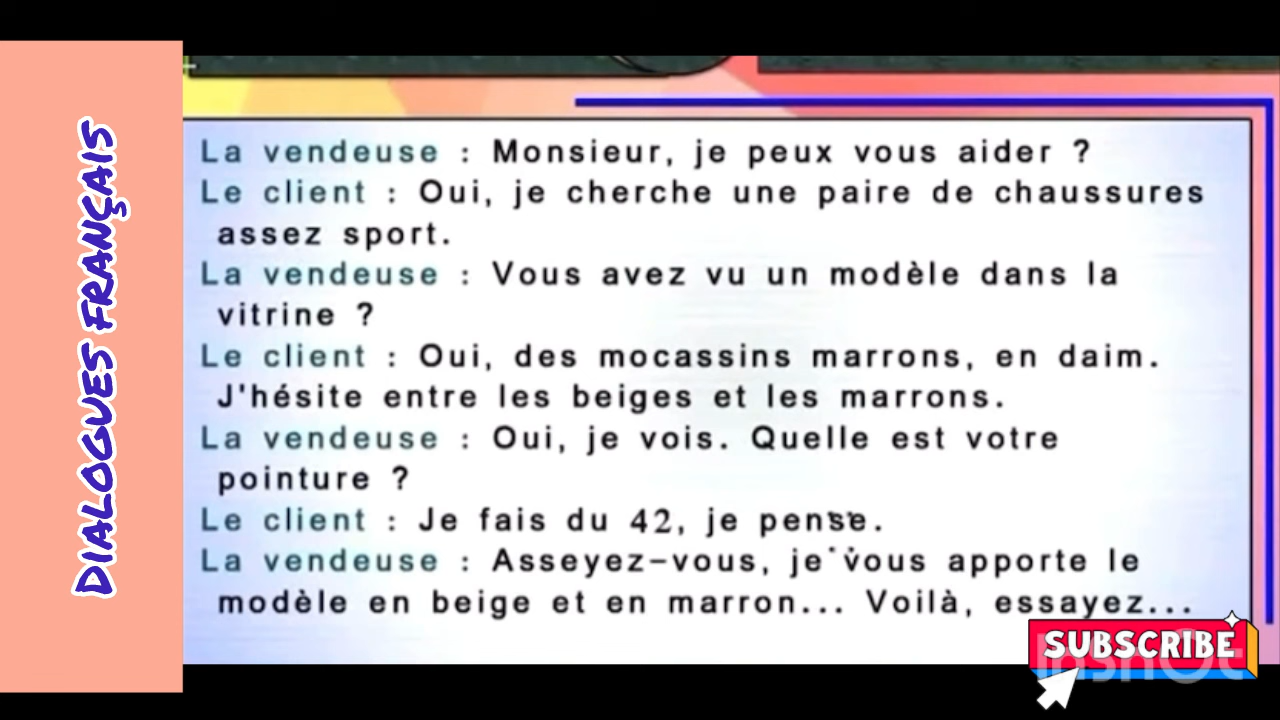 DIALOGUES FRANÇAIS
La vendeuse : Monsieur, je peux vous aider ?
Le client : Oui, je cherche une paire de chaussures
assez sport.
La vendeuse : Vous avez vu un modèle dans la
vitrine ?
Le client : Oui, des mocassins marrons, en daim.
J'hésite entre les beiges et les marrons.
La vendeuse : Oui, je vois. Quelle est votre
pointure ?
Le client : Je fais du 42, je pense.
La vendeuse : Asseyez-vous, je vous apporte le
modèle en beige et en marron... Voilà, essayez...
SUBSCRIBE